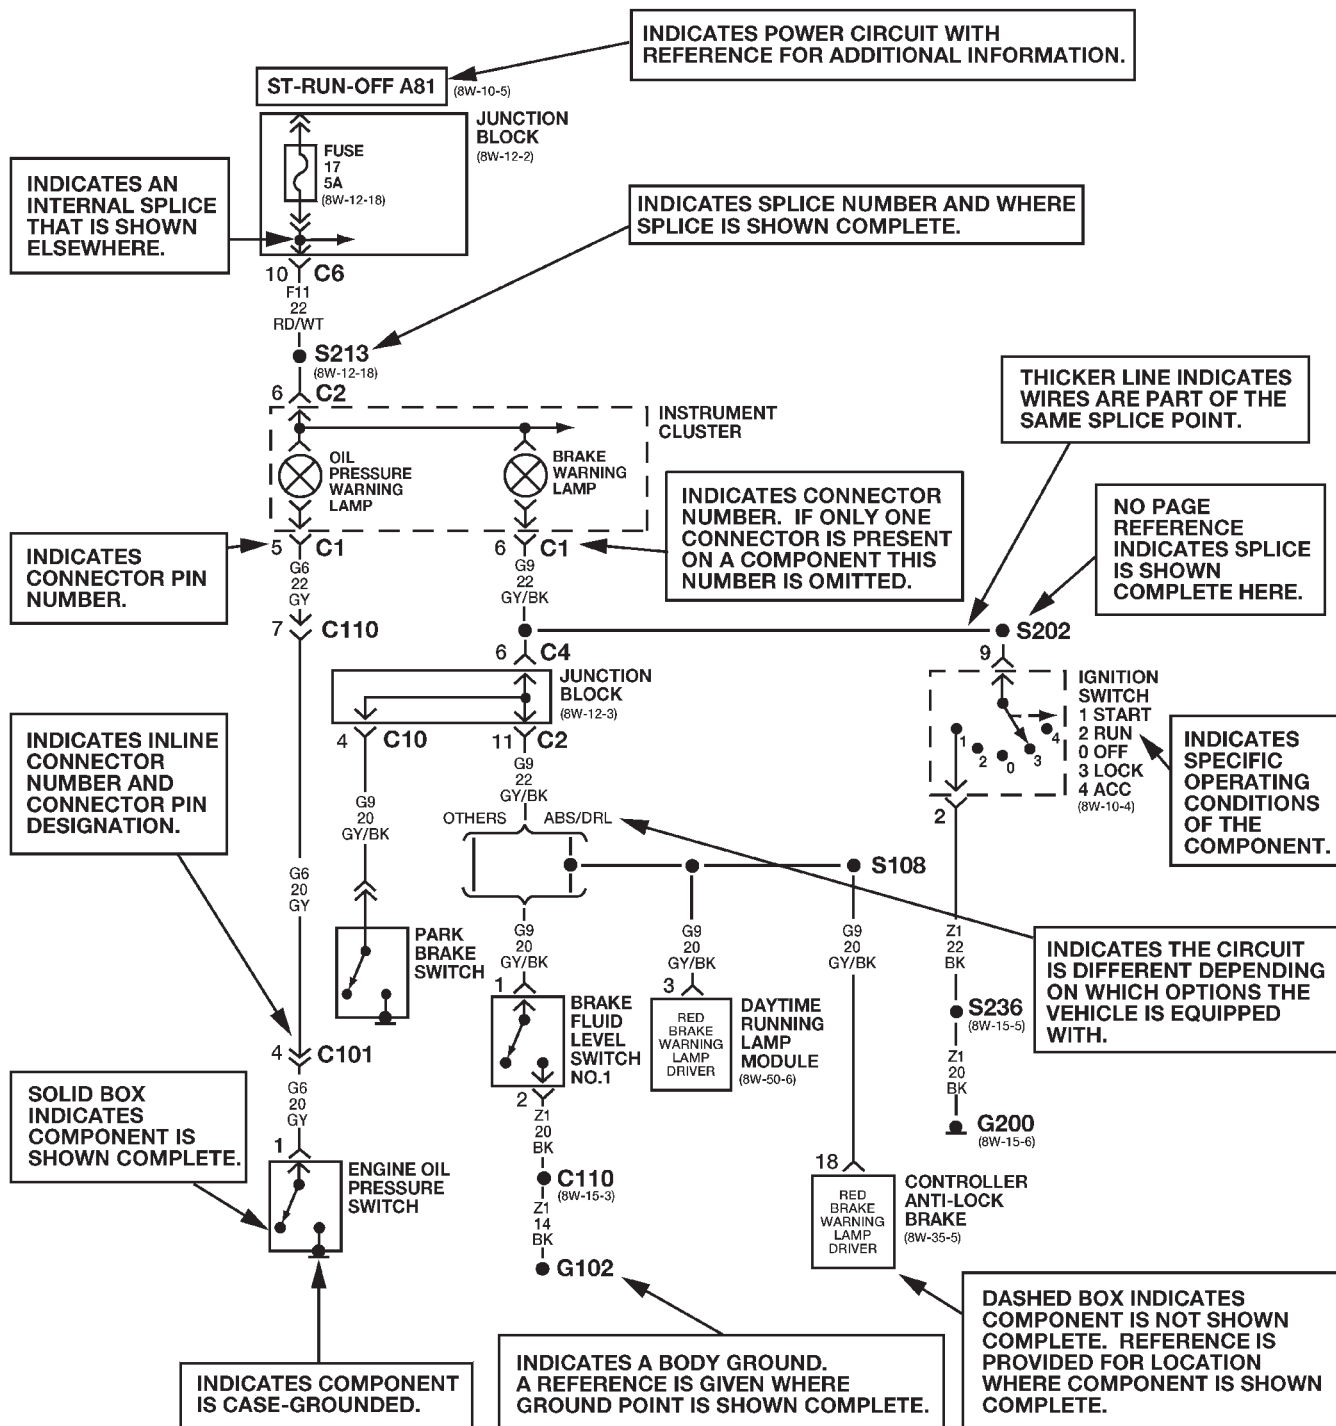 INDICATES POWER CIRCUIT WITH
REFERENCE FOR ADDITIONAL INFORMATION.
ST-RUN-OFF A81
(8W-10-5)
JUNCTION
BLOCK
(8W-12-2)
FUSE
17
5A
(8W-12-18)
INDICATES AN
INTERNAL SPLICE
THAT IS SHOWN
ELSEWHERE.
INDICATES SPLICE NUMBER AND WHERE
SPLICE IS SHOWN COMPLETE.
10 C6
F11
22
RD/WT
S213
(8W-12-18)
6 C2
THICKER LINE INDICATES
WIRES ARE PART OF THE
SAME SPLICE POINT.
INSTRUMENT
CLUSTER
OIL
PRESSURE
WARNING
LAMP
BRAKE
WARNING
LAMP
INDICATES CONNECTOR
NUMBER. IF ONLY ONE
CONNECTOR IS PRESENT
ON A COMPONENT THIS
NUMBER IS OMITTED.
NO PAGE
REFERENCE
INDICATES SPLICE
IS SHOWN
COMPLETE HERE.
INDICATES
CONNECTOR PIN
NUMBER.
5 C1
G6
22
GY
6 C1
G9
22
GY/BK
7 C110
S202
6 C4
9
JUNCTION
BLOCK
(8W-12-3)
IGNITION
SWITCH
1 START
2 RUN
0 OFF
3 LOCK
4 ACC
(8W-10-4)
1
2
0
3
4
2
INDICATES
SPECIFIC
OPERATING
CONDITIONS
OF THE
COMPONENT.
INDICATES INLINE
CONNECTOR
NUMBER AND
CONNECTOR PIN
DESIGNATION.
4 C10
11 C2
G9
22
GY/BK
G9
20
GY/BK
OTHERS ABS/DRL
S108
G6
20
GY
PARK
BRAKE
SWITCH
G9
20
GY/BK
G9
20
GY/BK
G9
20
GY/BK
Z1
22
BK
INDICATES THE CIRCUIT
IS DIFFERENT DEPENDING
ON WHICH OPTIONS THE
VEHICLE IS EQUIPPED
WITH.
1
BRAKE
FLUID
LEVEL
SWITCH
NO.1
3
RED
BRAKE
WARNING
LAMP
DRIVER
DAYTIME
RUNNING
LAMP
MODULE
(8W-50-6)
S236
(8W-15-5)
Z1
20
BK
4 C101
G6
20
GY
SOLID BOX
INDICATES
COMPONENT IS
SHOWN COMPLETE.
2
Z1
20
BK
G200
(8W-15-6)
1
ENGINE OIL
PRESSURE
SWITCH
C110
(8W-15-3)
Z1
14
BK
G102
18
RED
BRAKE
WARNING
LAMP
DRIVER
CONTROLLER
ANTI-LOCK
BRAKE
(8W-35-5)
DASHED BOX INDICATES
COMPONENT IS NOT SHOWN
COMPLETE. REFERENCE IS
PROVIDED FOR LOCATION
WHERE COMPONENT IS SHOWN
COMPLETE.
INDICATES COMPONENT
IS CASE-GROUNDED.
INDICATES A BODY GROUND.
A REFERENCE IS GIVEN WHERE
GROUND POINT IS SHOWN COMPLETE.